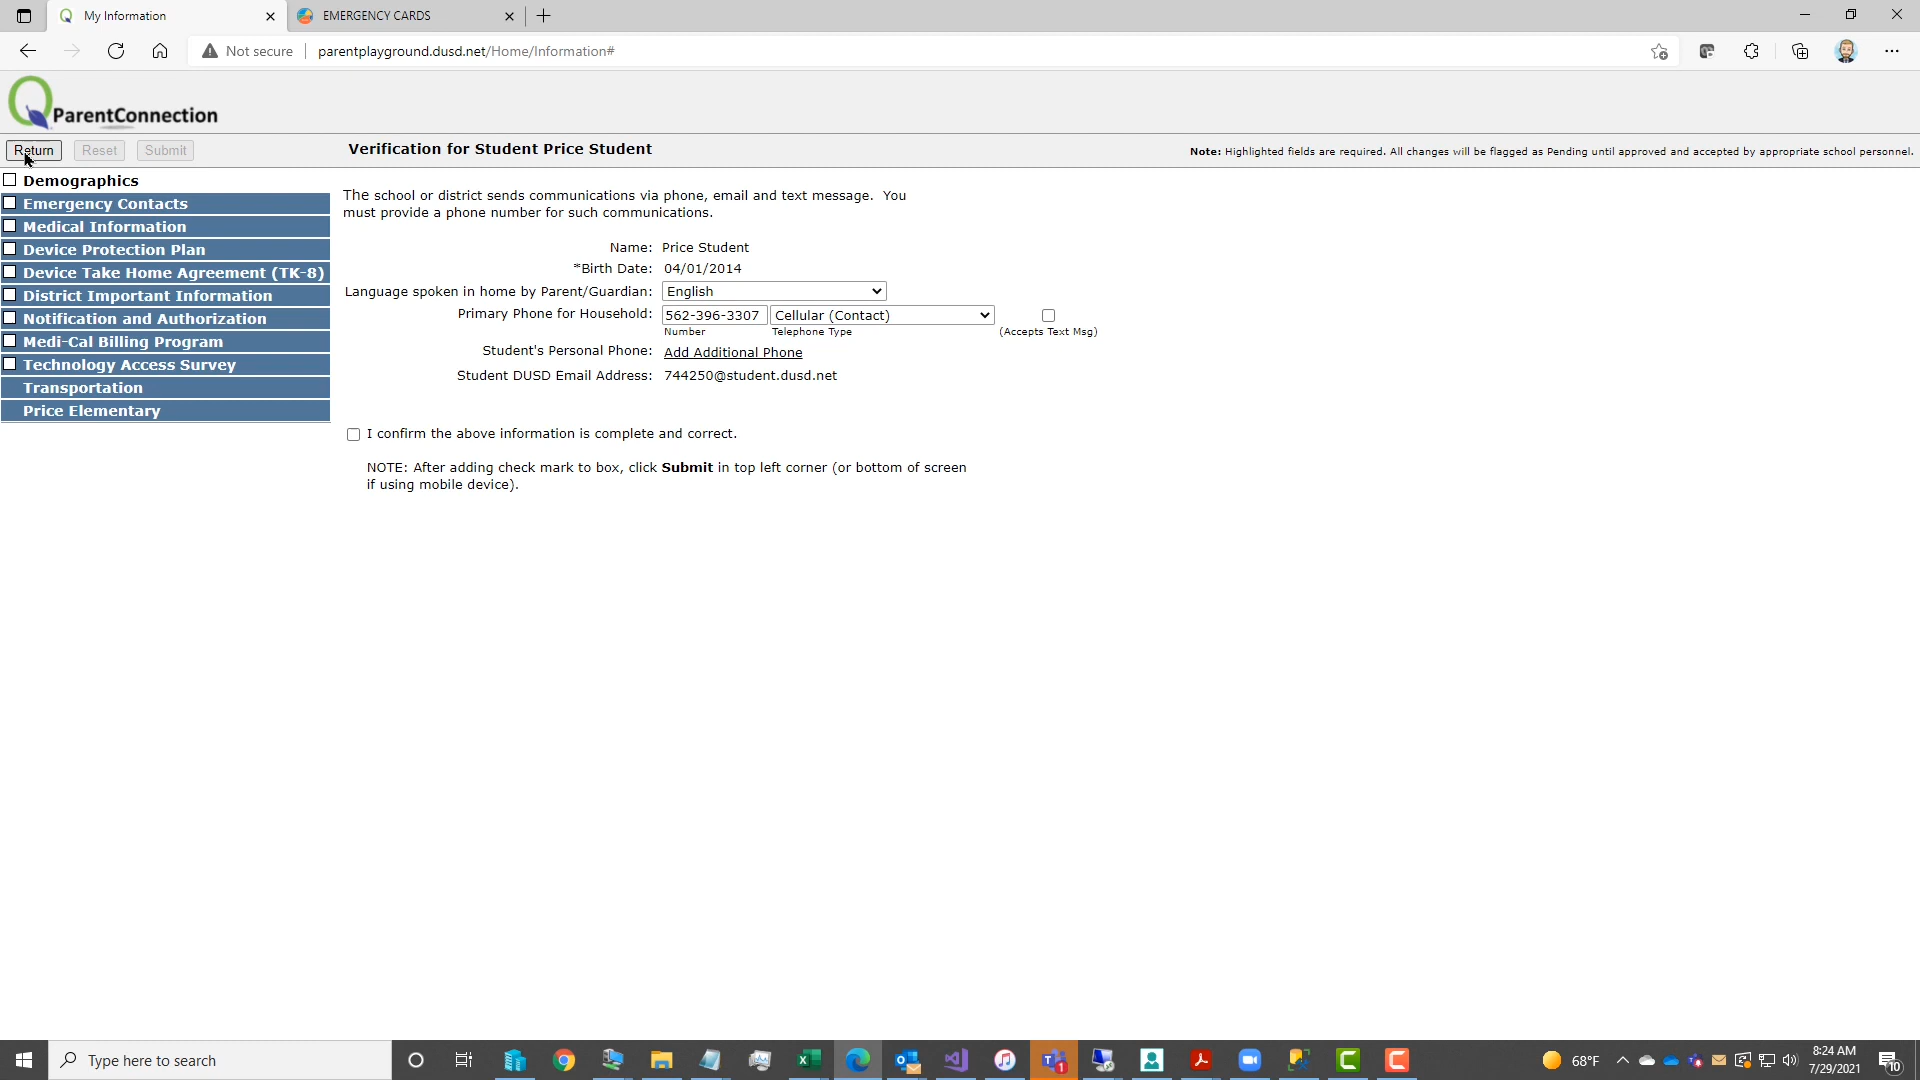 My Information
EMERGENCY CARDS
Not secure
parentplayground.dusd.net/Home/Information#
Q ParentConnection
Return Reset Submit
Verification for Student Price Student
Note: Highlighted fields are required. All changes will be flagged as Pending until approved and accepted by appropriate school personnel.
Demographics
Emergency Contacts
Medical Information
Device Protection Plan
Device Take Home Agreement (TK-8)
District Important Information
Notification and Authorization
Medi-Cal Billing Program
Technology Access Survey
Transportation
Price Elementary
The school or district sends communications via phone, email and text message. You
must provide a phone number for such communications.
Name: Price Student
*Birth Date: 04/01/2014
Language spoken in home by Parent/Guardian: English
Primary Phone for Household: 562-396-3307 Cellular (Contact)
Number Telephone Type (Accepts Text Msg)
Student's Personal Phone: Add Additional Phone
Student DUSD Email Address: 744250@student.dusd.net
I confirm the above information is complete and correct.
NOTE: After adding check mark to box, click Submit in top left corner (or bottom of screen
if using mobile device).
Type here to search
68°F
8:24 AM
7/29/2021
10